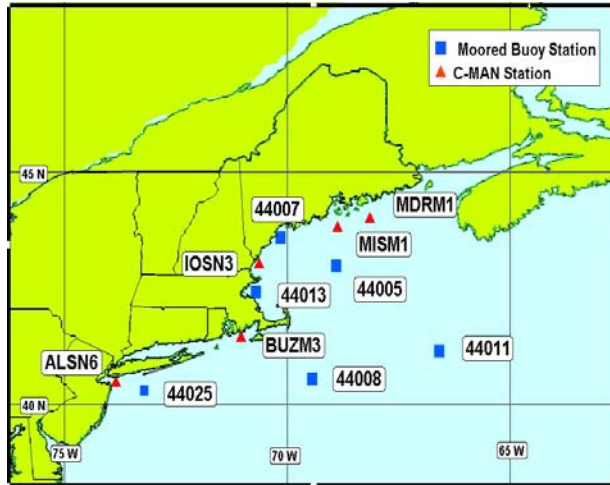 Moored Buoy Station
C-MAN Station
45 N
44007
MDRM1
MISM1
IOSN3
44005
44013
BUZM3
44011
ALSN6
44008
44025
40 N
75 W
70 W
65 W